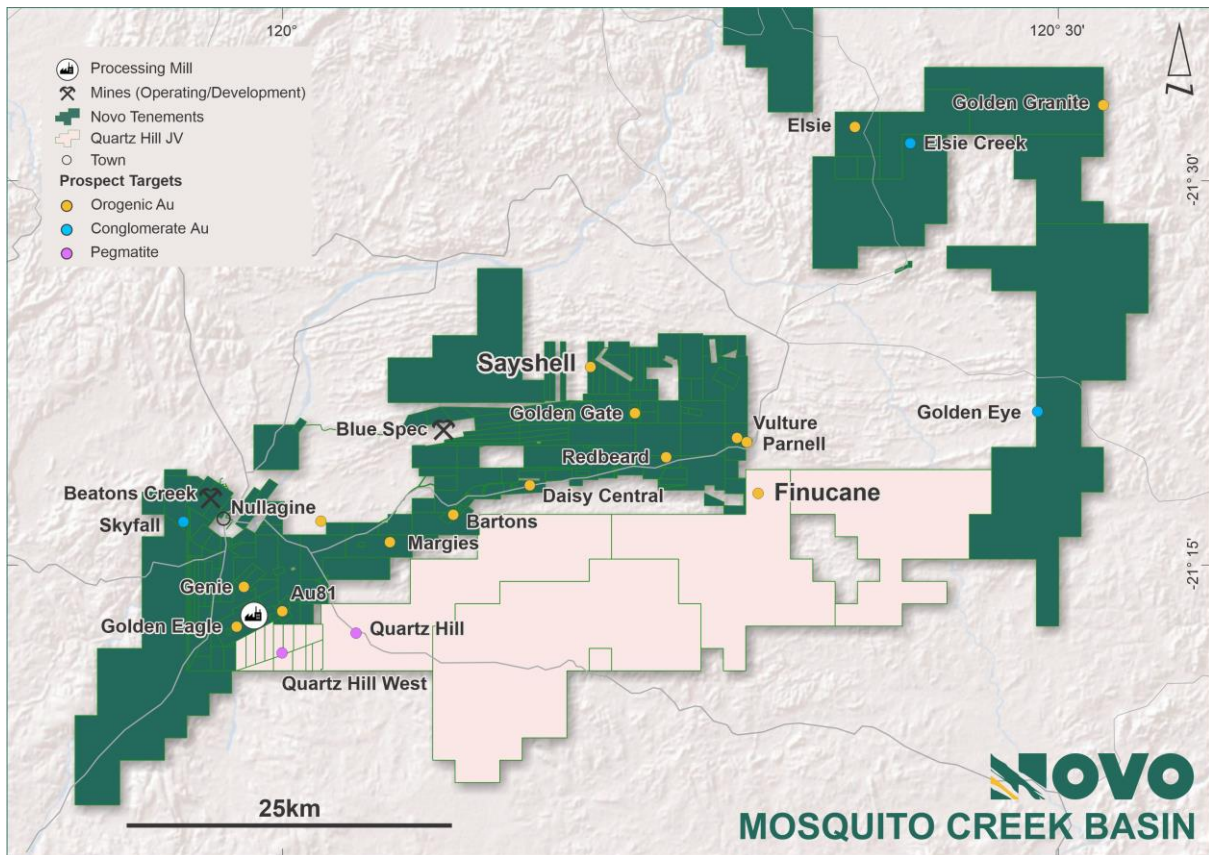 120°
120° 30'
Processing Mill
Mines (Operating/Development)
Novo Tenements
Quartz Hill JV
Town
Prospect Targets
Orogenic Au
Conglomerate Au
Pegmatite
N
Golden Granite
Elsie
Elsie Creek
-21° 30'
Sayshell
Golden Gate
Golden Eye
Blue Spec
Vulture
Parnell
Redbeard
Daisy Central
Finucane
Beatons Creek
Nullagine
Skyfall
Bartons
Margies
-21° 15'
Genie
Au81
Golden Eagle
Quartz Hill
Quartz Hill West
25km
NOVO
MOSQUITO CREEK BASIN